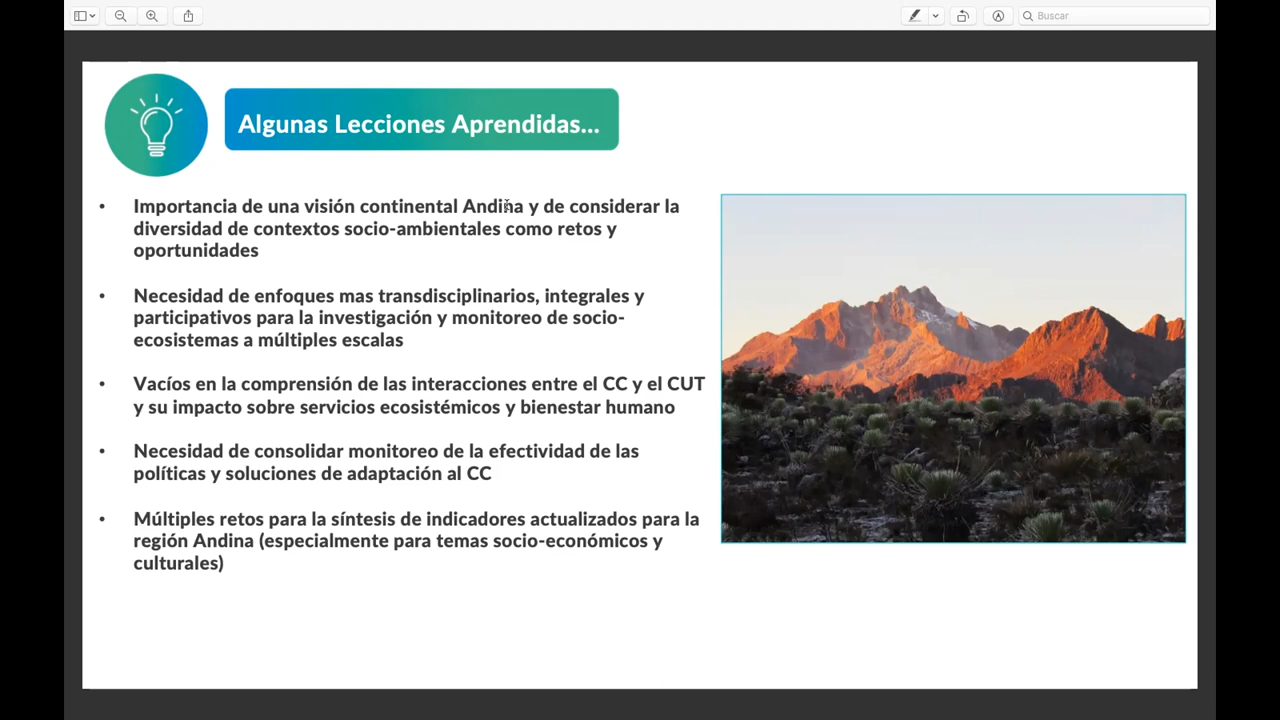 Buscar
Algunas Lecciones Aprendidas...
• Importancia de una visión continental Andina y de considerar la
diversidad de contextos socio-ambientales como retos y
oportunidades
• Necesidad de enfoques mas transdisciplinarios, integrales y
participativos para la investigación y monitoreo de socio-
ecosistemas a múltiples escalas
• Vacíos en la comprensión de las interacciones entre el CC y el CUT
y su impacto sobre servicios ecosistémicos y bienestar humano
• Necesidad de consolidar monitoreo de la efectividad de las
políticas y soluciones de adaptación al CC
• Múltiples retos para la síntesis de indicadores actualizados para la
región Andina (especialmente para temas socio-económicos y
culturales)